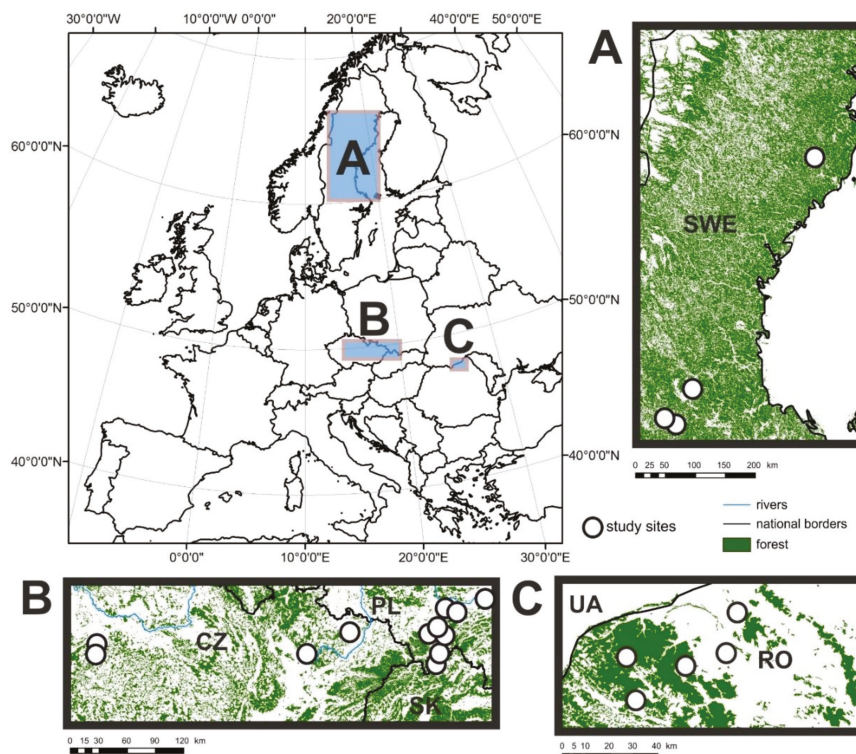 30°0'0"W 10°0'0"W 0°0'0" 20°0'0"E 40°0'0"E 50°0'0"E
A
60°0'0"N
60°0'0"N
A
SWE
50°0'0"N
50°0'0"N
B
C
40°0'0"N
40°0'0"N
0 25 50 100 150 200 km
0°0'0" 10°0'0"E 20°0'0"E 30°0'0"E
study sites
rivers
national borders
forest
B
PL
CZ
SK
0 15 30 60 90 120 km
C
UA
RO
0 5 10 20 30 40 km